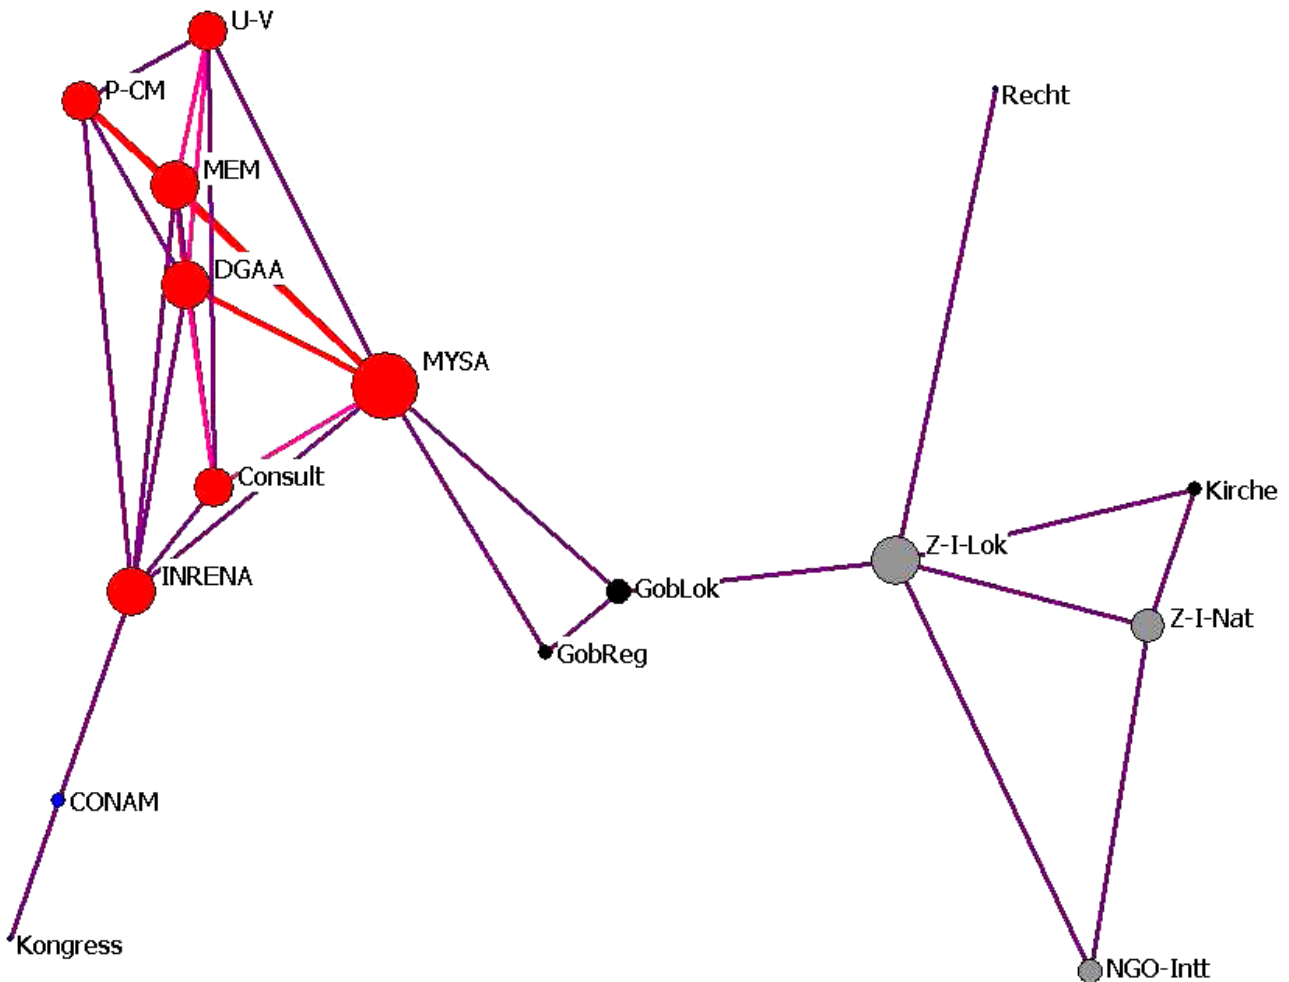 U-V
P-CM
Recht
MEM
DGAA
MYSA
Consult
Kirche
Z-I-Lok
INRENA
GobLok
Z-I-Nat
GobReg
CONAM
Kongress
NGO-Intt